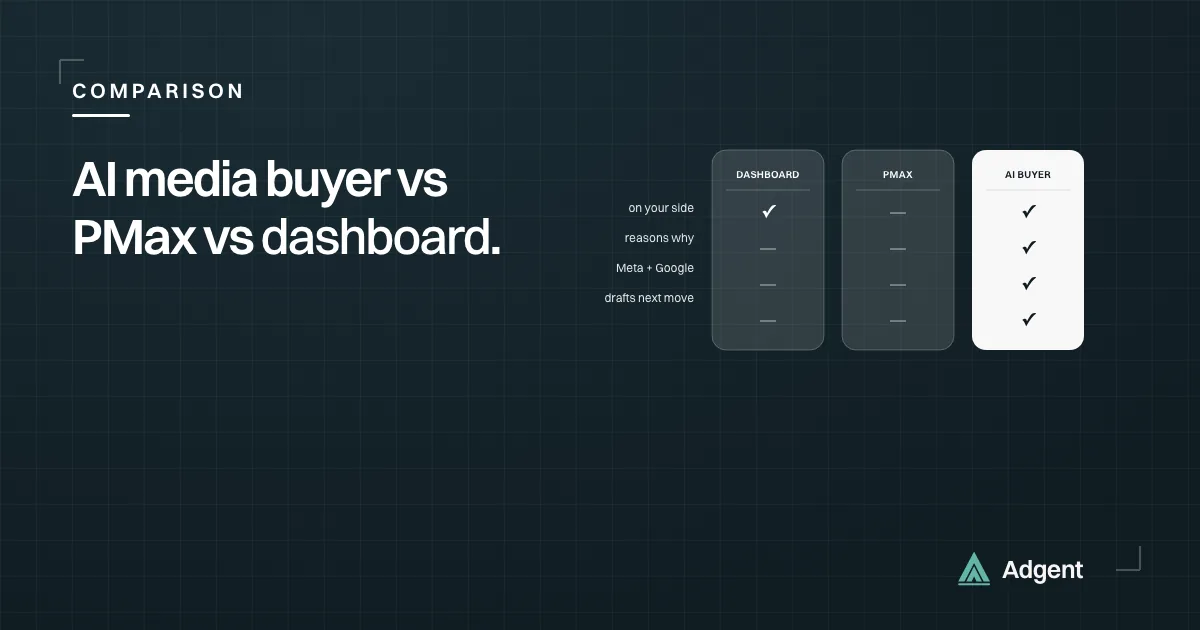 COMPARISON
AI media buyer vs
PMax vs dashboard.
DASHBOARD PMAX AI BUYER
on your side ✓ — ✓
reasons why — — ✓
Meta + Google — — ✓
drafts next move — — ✓
Adgent